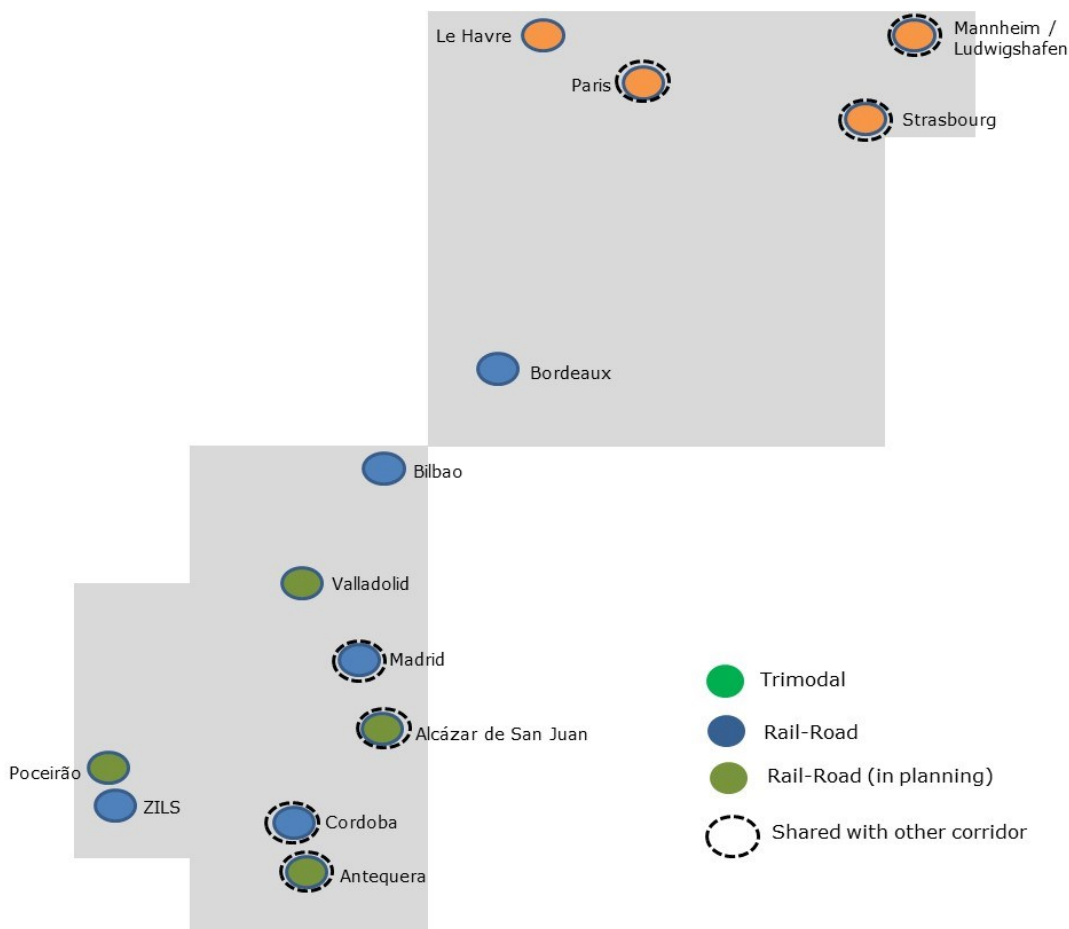 Le Havre
Mannheim /
Ludwigshafen
Paris
Strasbourg
Bordeaux
Bilbao
Valladolid
Madrid
Alcázar de San Juan
Poceirão
ZILS
Cordoba
Antequera
Trimodal
Rail-Road
Rail-Road (in planning)
Shared with other corridor